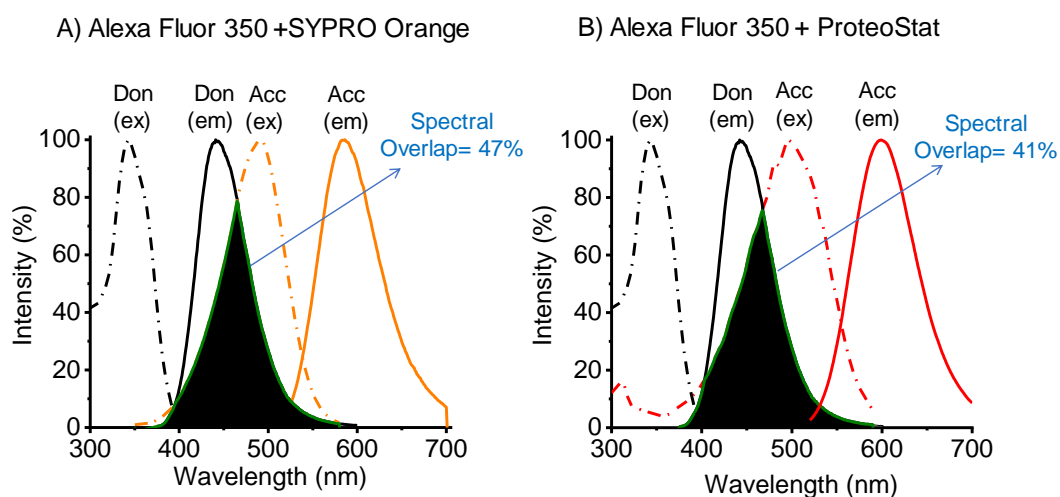 A) Alexa Fluor 350 +SYPRO Orange
Don (ex)
Don (em)
Acc (ex)
Acc (em)
Spectral
Overlap= 47%
Intensity (%)
100
80
60
40
20
0
300 400 500 600 700
Wavelength (nm)
B) Alexa Fluor 350 + ProteoStat
Don (ex)
Don (em)
Acc (ex)
Acc (em)
Spectral
Overlap= 41%
Intensity (%)
100
80
60
40
20
0
300 400 500 600 700
Wavelength (nm)